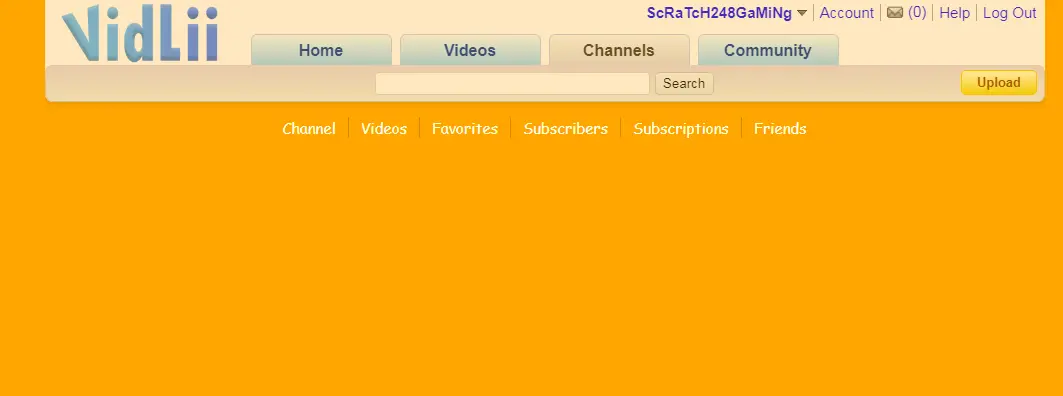 VidLii
ScRaTcH248GaMiNg Account (0) Help Log Out
Home Videos Channels Community
Search Upload
Channel Videos Favorites Subscribers Subscriptions Friends